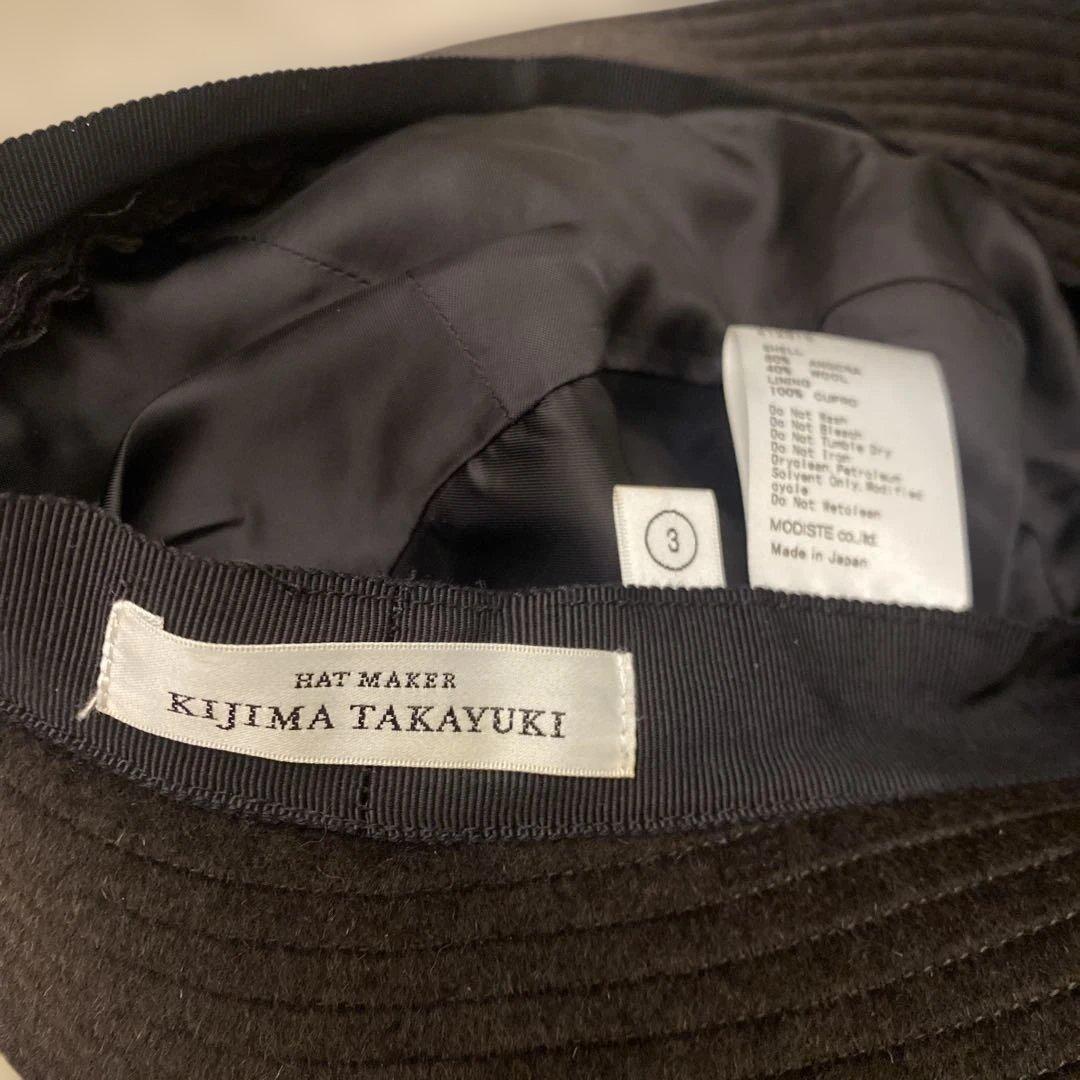 SHELL
60% ANGORA
40% WOOL
LINING
100% CUPRO
Do Not Wash
Do Not Bleach
Do Not Tumble Dry
Do Not Iron
Dryclean,Petroleum
Solvent Only,Modified
cycle
Do Not Wetclean
MODISTE co.,ltd.
Made in Japan
3
HAT MAKER
KIJIMA TAKAYUKI